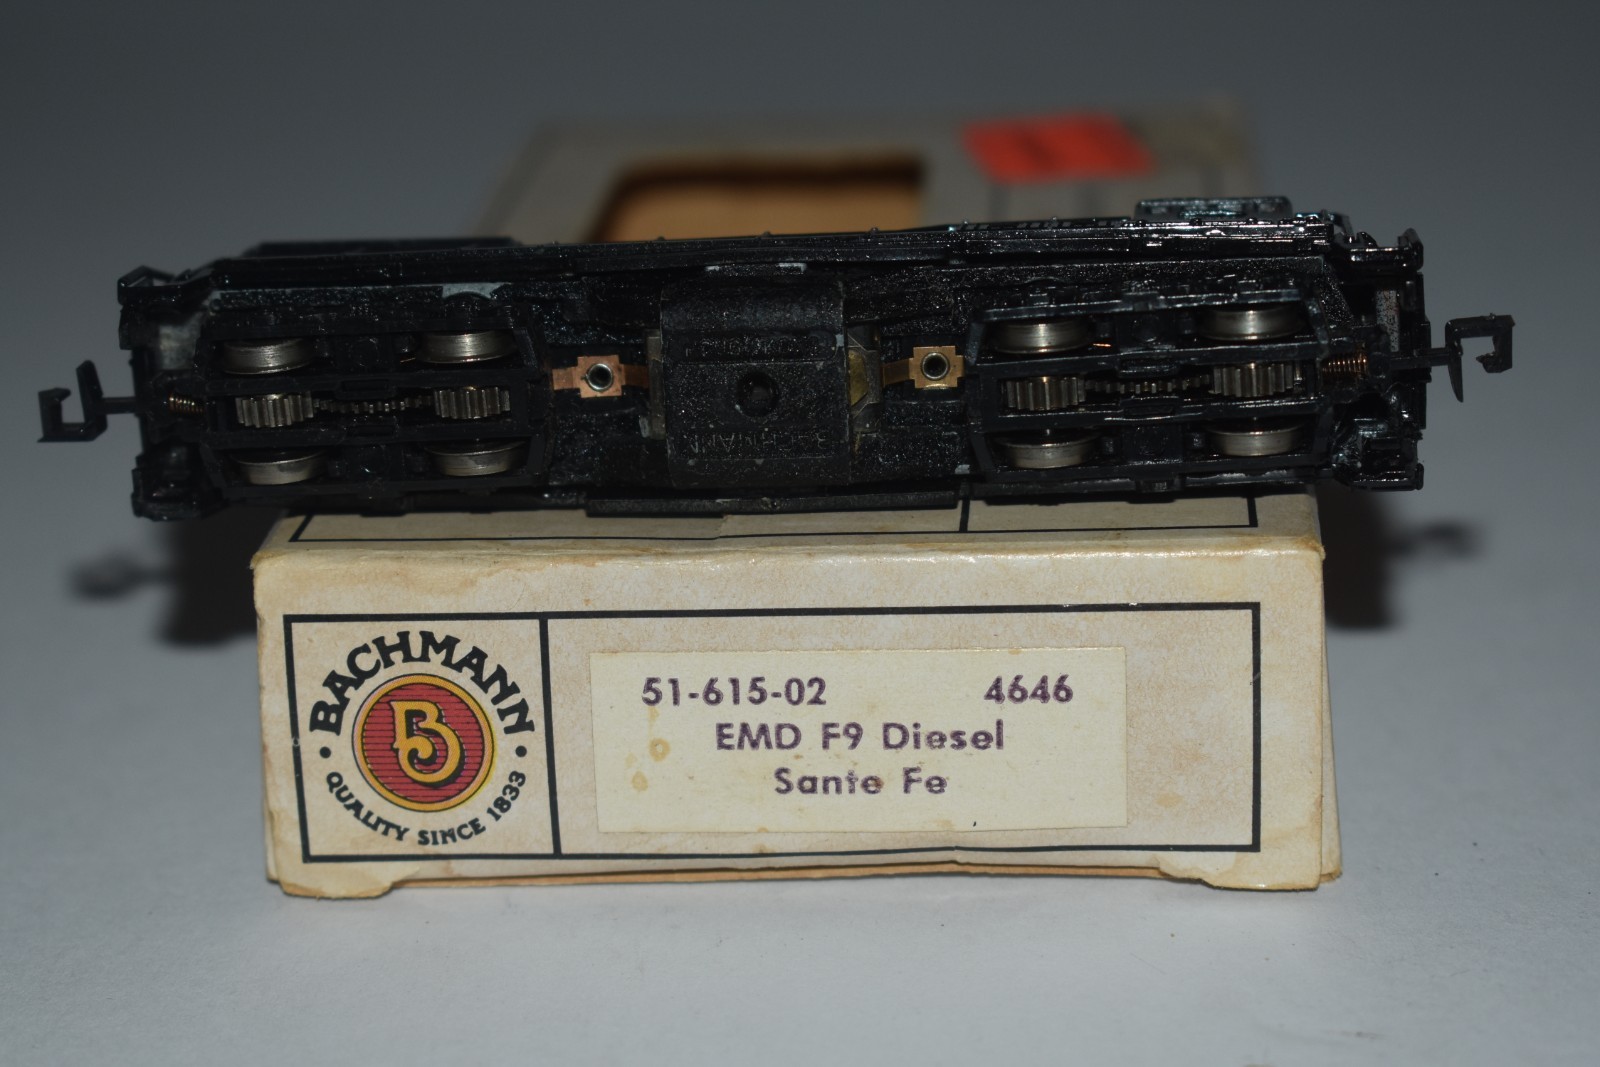 BACHMANN
BACHMANN
B
QUALITY SINCE 1833
51-615-02 4646
EMD F9 Diesel
Sante Fe